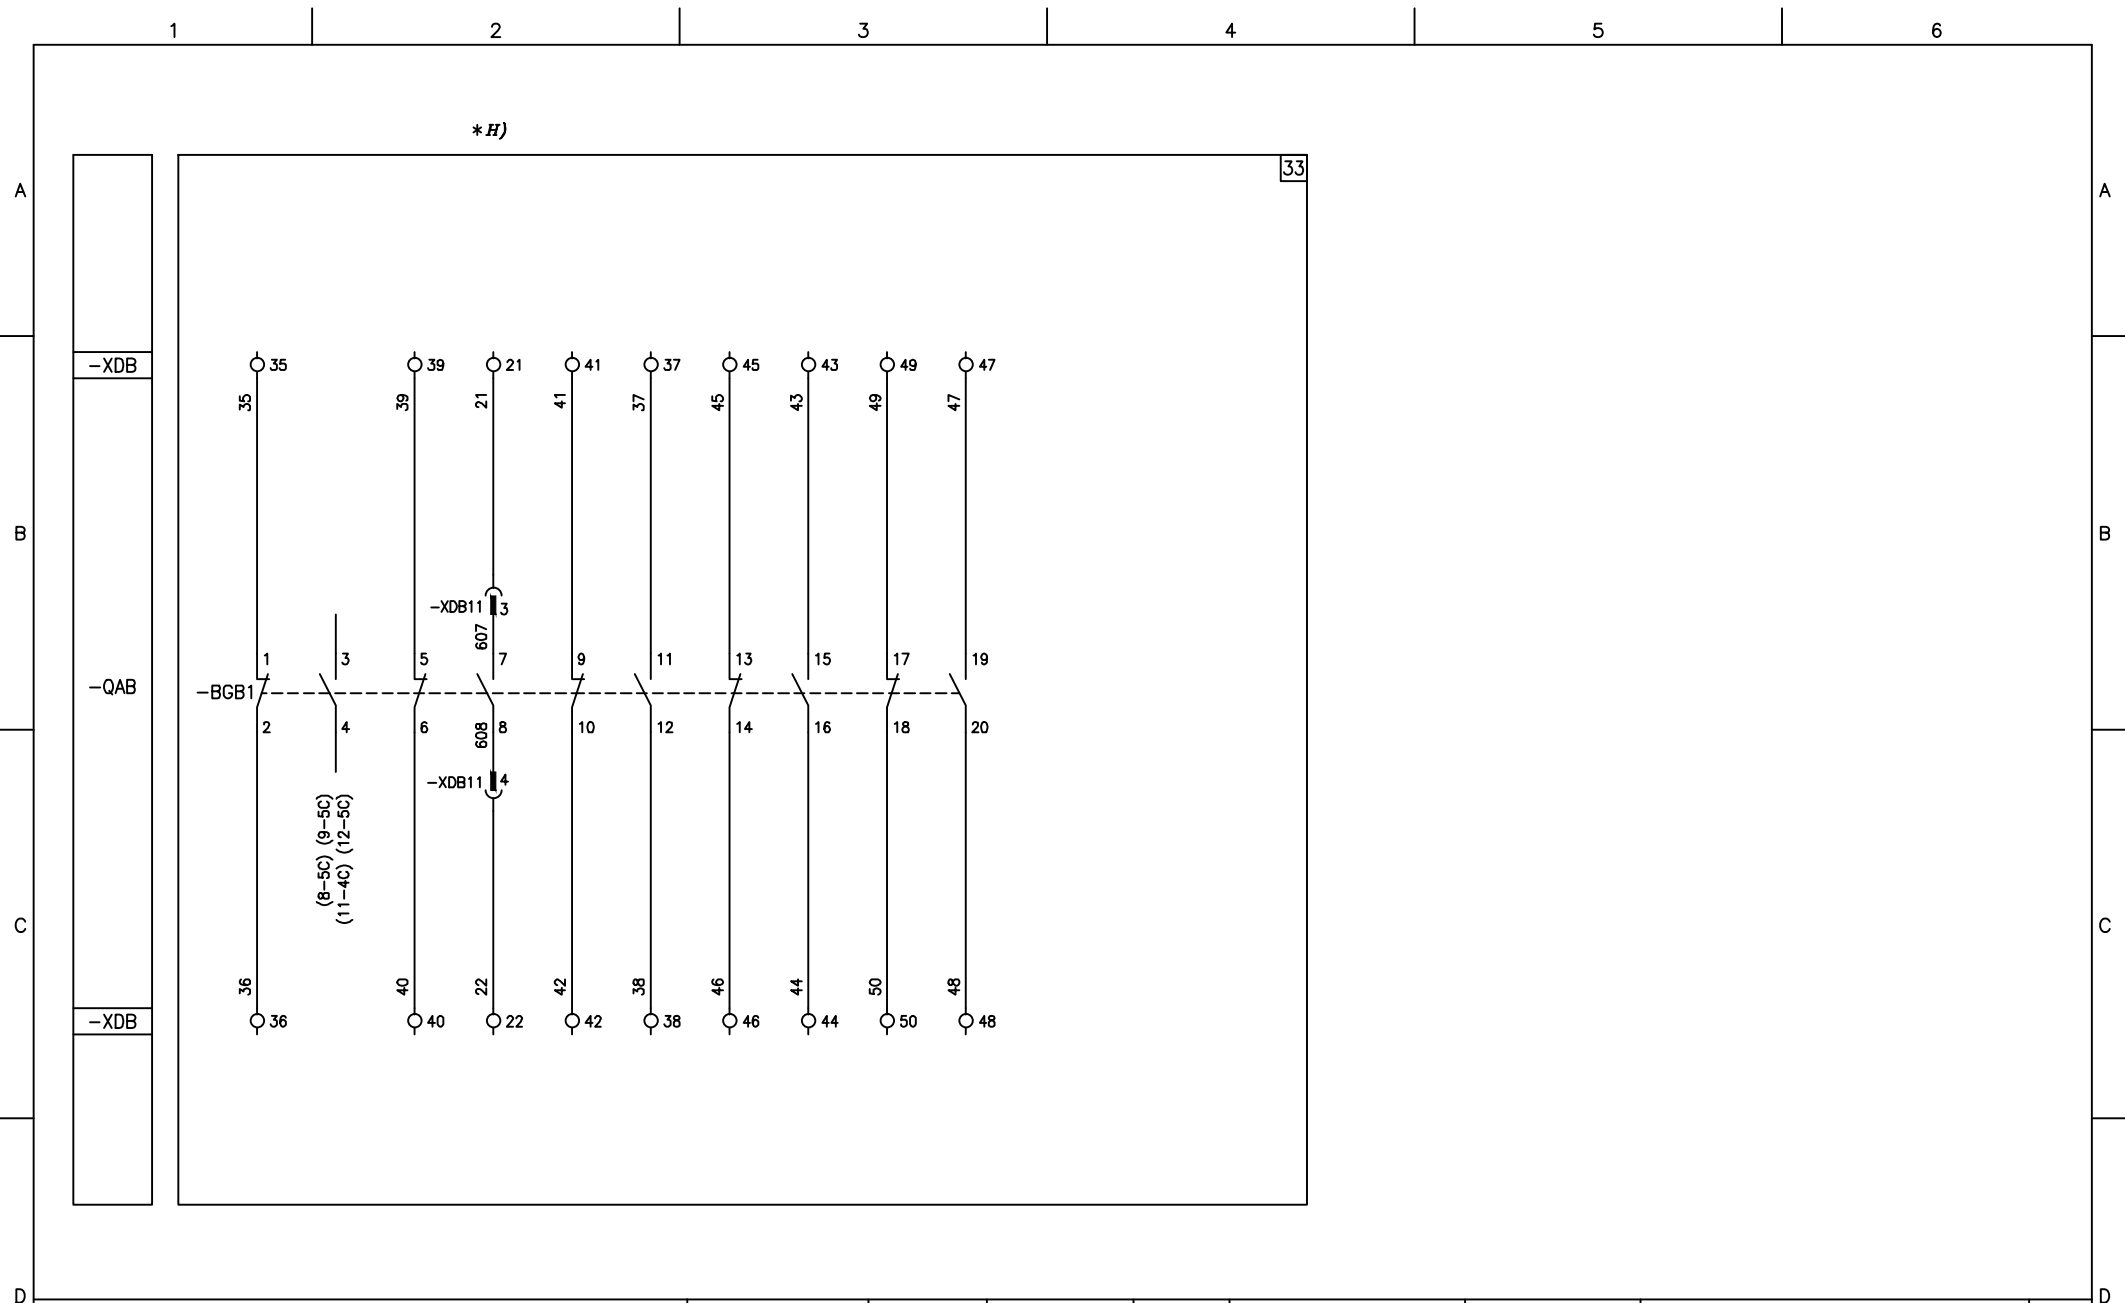 1 2 3 4 5 6
*H)
33
A A
-XDB 35 39 21 41 37 45 43 49 47
35 39 21 41 37 45 43 49 47
B B
-XDB11 3
607
1 3 5 7 9 11 13 15 17 19
-QAB -BGB1
2 4 6 8 10 12 14 16 18 20
608
-XDB11 4
(8-5C) (9-5C)
(11-4C) (12-5C)
C C
36 40 22 42 38 46 44 50 48
-XDB 36 40 22 42 38 46 44 50 48
D D